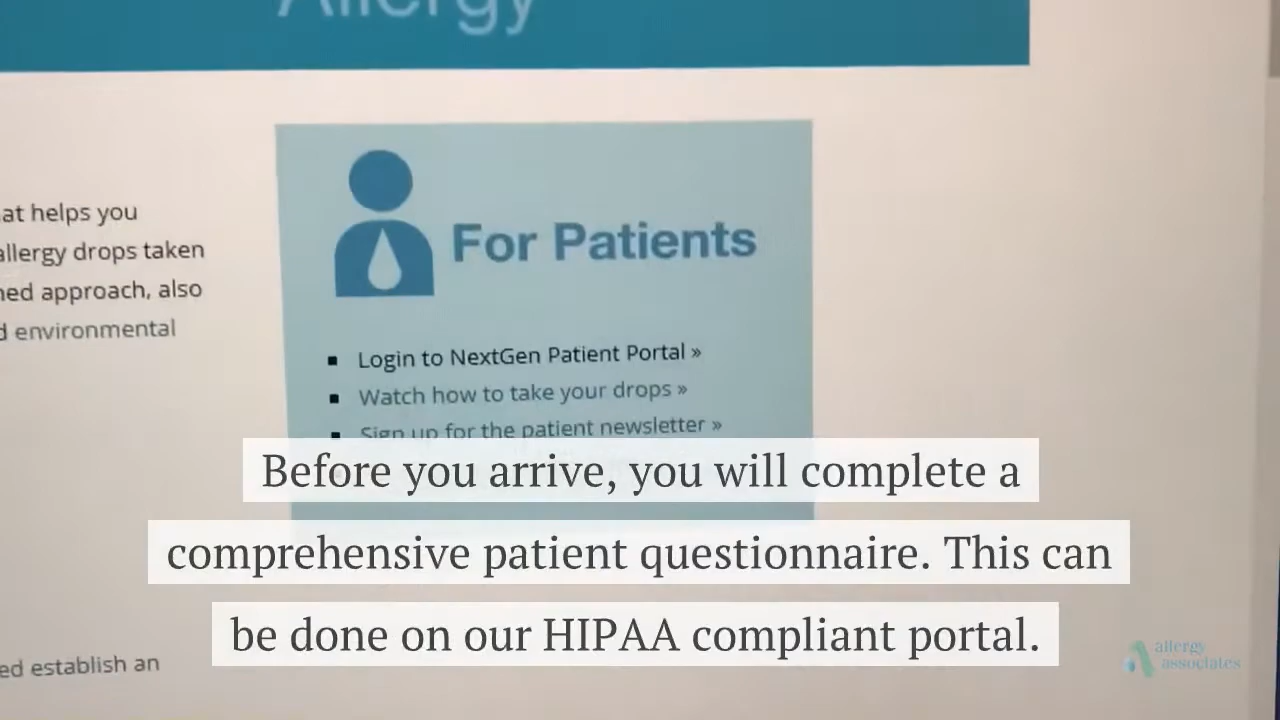 Allergy
at helps you
allergy drops taken
ned approach, also
d environmental
For Patients
Login to NextGen Patient Portal »
Watch how to take your drops »
Sign up for the patient newsletter »
Before you arrive, you will complete a
comprehensive patient questionnaire. This can
be done on our HIPAA compliant portal.
ed establish an
allergy
associates